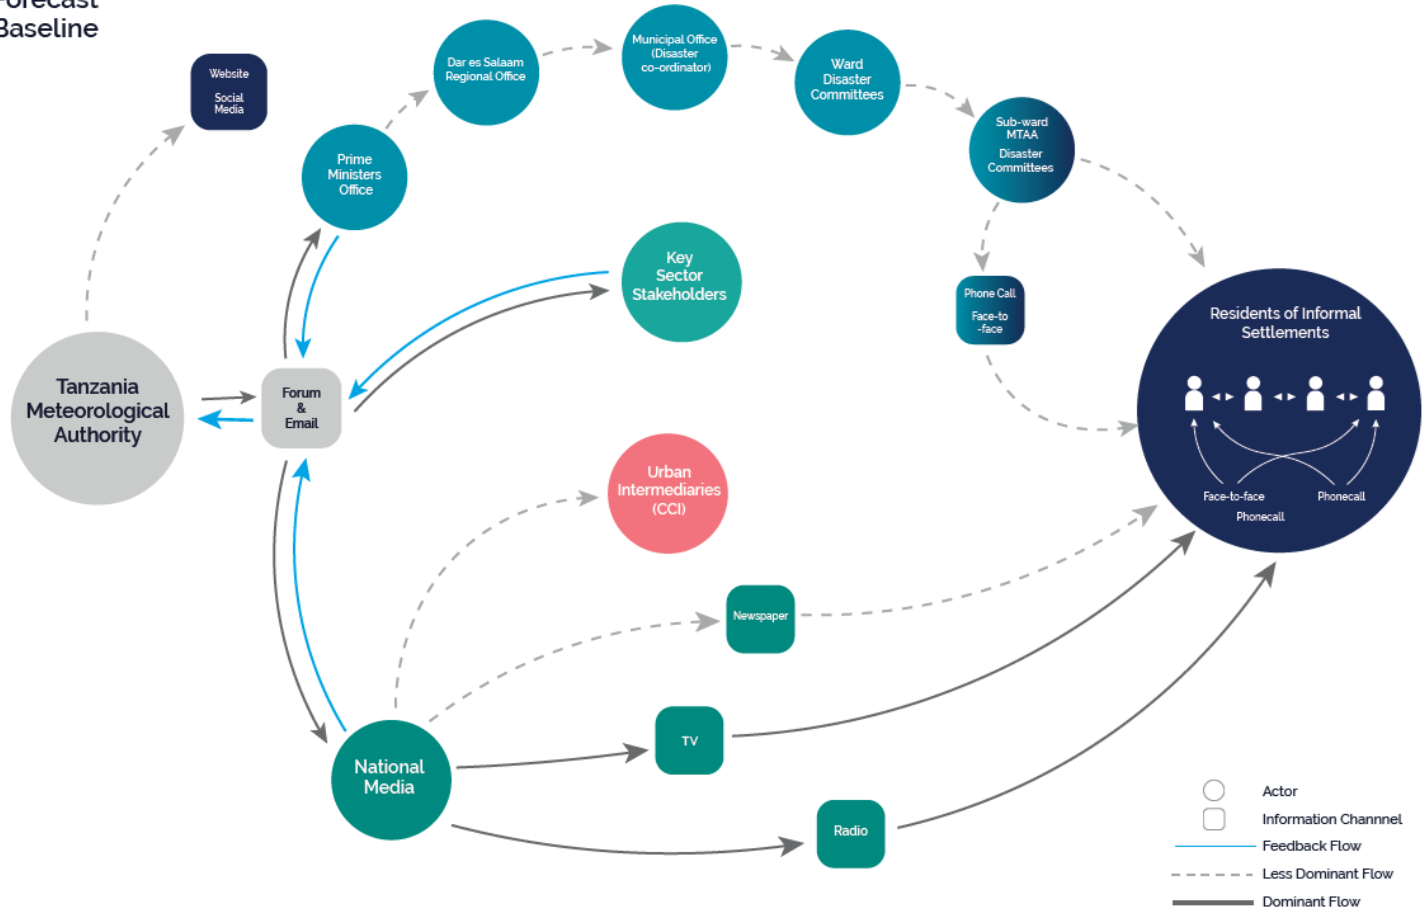 Forecast
Baseline
Website
Social
Media
Dar es Salaam
Regional Office
Municipal Office
(Disaster
co-ordinator)
Ward
Disaster
Committees
Sub-ward
MTAA
Disaster
Committees
Prime
Ministers
Office
Key
Sector
Stakeholders
Phone Call
Face-to
-face
Residents of Informal
Settlements
Face-to-face
Phonecall
Phonecall
Tanzania
Meteorological
Authority
Forum
&
Email
Urban
Intermediaries
(CCI)
Newspaper
TV
National
Media
Radio
Actor
Information Channnel
Feedback Flow
Less Dominant Flow
Dominant Flow